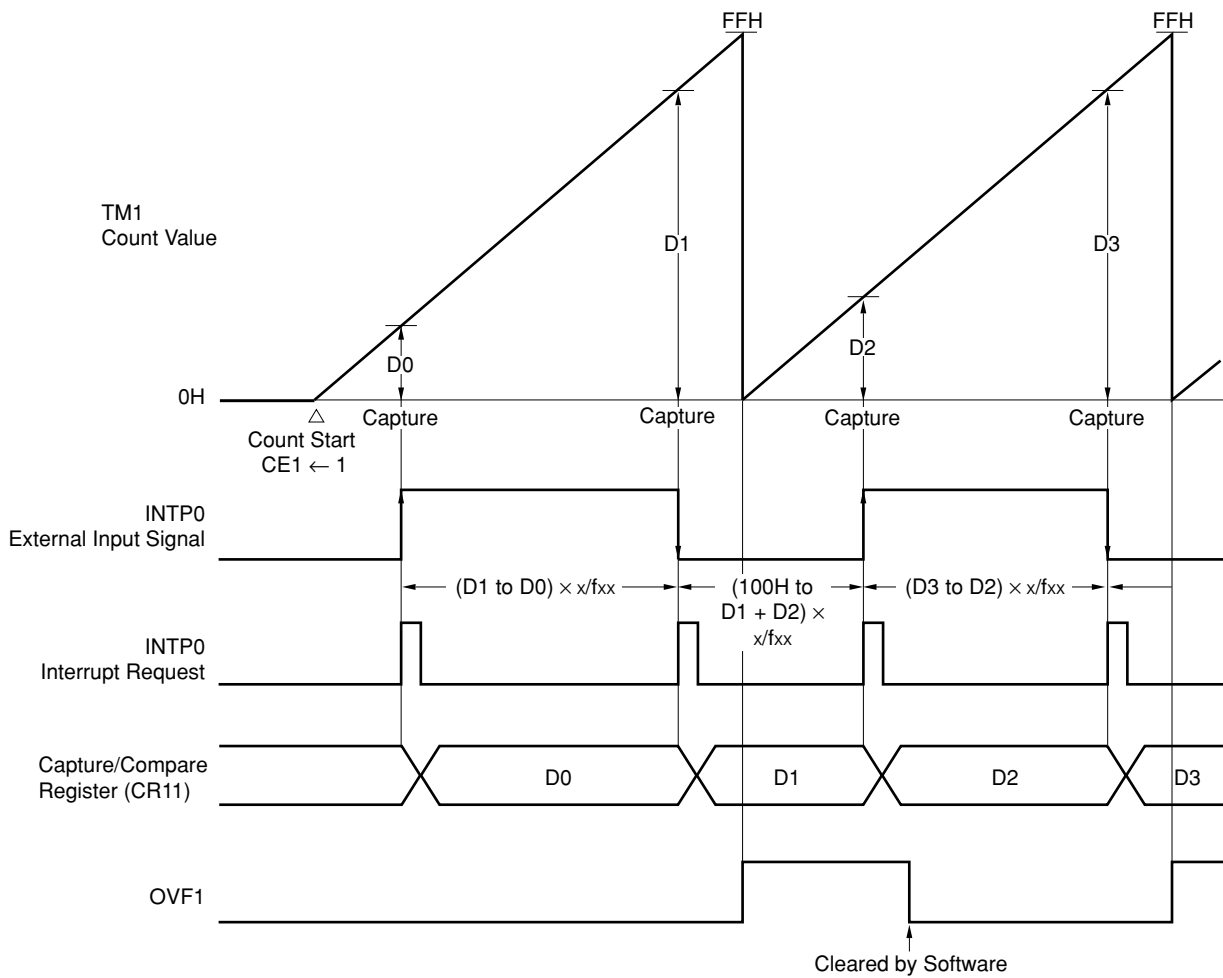 FFH
FFH
TM1
Count Value
D1
D3
D0
D2
0H
Capture
Capture
Capture
Capture
Count Start
CE1 ← 1
INTP0
External Input Signal
(D1 to D0) × x/fxx
(100H to
D1 + D2) ×
x/fxx
(D3 to D2) × x/fxx
INTP0
Interrupt Request
Capture/Compare
Register (CR11)
D0
D1
D2
D3
OVF1
Cleared by Software